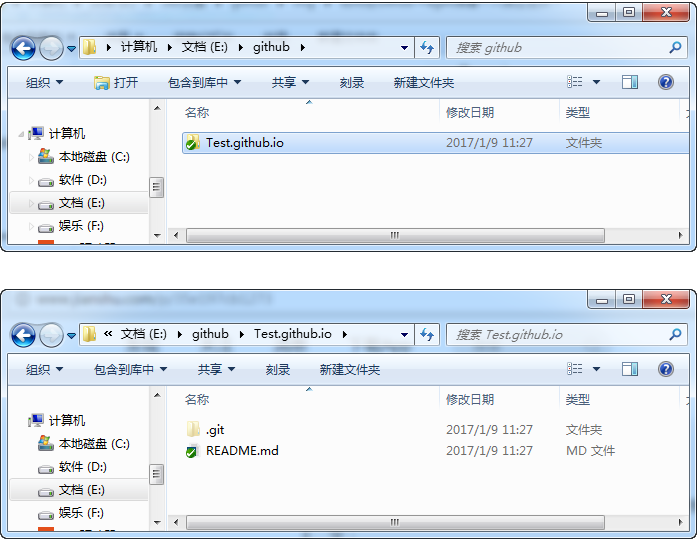 计算机 文档 (E:) github 搜索 github
组织 打开 包含到库中 共享 刻录 新建文件夹
名称 修改日期 类型
计算机
Test.github.io 2017/1/9 11:27 文件夹
本地磁盘 (C:)
软件 (D:)
文档 (E:)
娱乐 (F:)
« 文档 (E:) github Test.github.io 搜索 Test.github.io
组织 包含到库中 共享 刻录 新建文件夹
名称 修改日期 类型
计算机
.git 2017/1/9 11:27 文件夹
本地磁盘 (C:)
README.md 2017/1/9 11:27 MD 文件
软件 (D:)
文档 (E:)
娱乐 (F:)